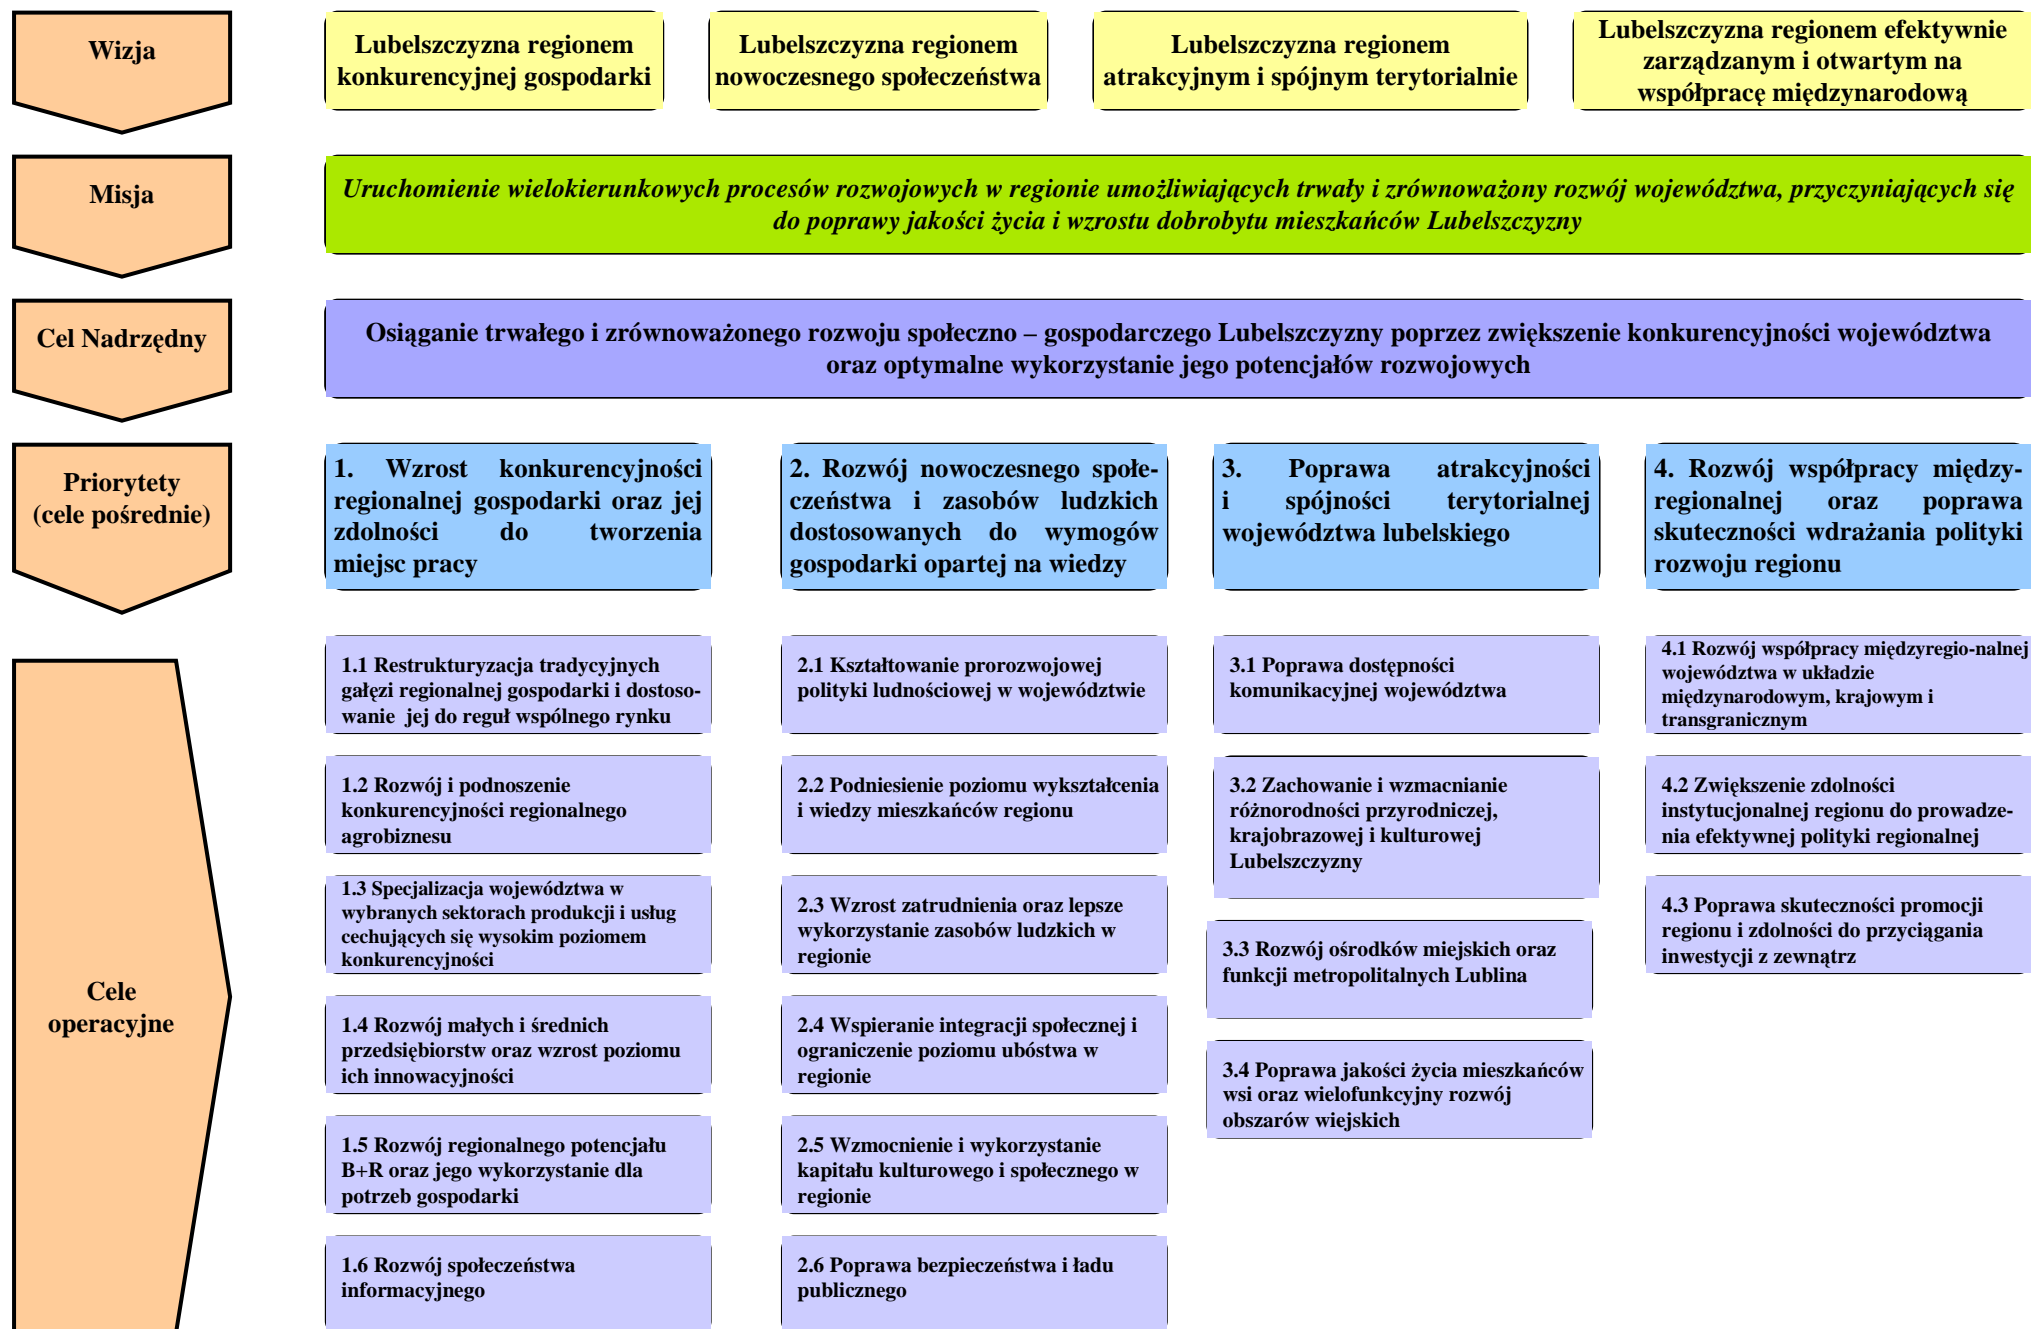 Wizja
Lubelszczyzna regionem
konkurencyjnej gospodarki
Lubelszczyzna regionem
nowoczesnego społeczeństwa
Lubelszczyzna regionem
atrakcyjnym i spójnym terytorialnie
Lubelszczyzna regionem efektywnie
zarządzanym i otwartym na
współpracę międzynarodową
Misja
Uruchomienie wielokierunkowych procesów rozwojowych w regionie umożliwiających trwały i zrównoważony rozwój województwa, przyczyniających się
do poprawy jakości życia i wzrostu dobrobytu mieszkańców Lubelszczyzny
Cel Nadrzędny
Osiąganie trwałego i zrównoważonego rozwoju społeczno – gospodarczego Lubelszczyzny poprzez zwiększenie konkurencyjności województwa
oraz optymalne wykorzystanie jego potencjałów rozwojowych
Priorytety
(cele pośrednie)
1. Wzrost konkurencyjności
regionalnej gospodarki oraz jej
zdolności do tworzenia
miejsc pracy
2. Rozwój nowoczesnego społe-
czeństwa i zasobów ludzkich
dostosowanych do wymogów
gospodarki opartej na wiedzy
3. Poprawa atrakcyjności
i spójności terytorialnej
województwa lubelskiego
4. Rozwój współpracy między-
regionalnej oraz poprawa
skuteczności wdrażania polityki
rozwoju regionu
Cele
operacyjne
1.1 Restrukturyzacja tradycyjnych
gałęzi regionalnej gospodarki i dostoso-
wanie jej do reguł wspólnego rynku
1.2 Rozwój i podnoszenie
konkurencyjności regionalnego
agrobiznesu
1.3 Specjalizacja województwa w
wybranych sektorach produkcji i usług
cechujących się wysokim poziomem
konkurencyjności
1.4 Rozwój małych i średnich
przedsiębiorstw oraz wzrost poziomu
ich innowacyjności
1.5 Rozwój regionalnego potencjału
B+R oraz jego wykorzystanie dla
potrzeb gospodarki
1.6 Rozwój społeczeństwa
informacyjnego
2.1 Kształtowanie prorozwojowej
polityki ludnościowej w województwie
2.2 Podniesienie poziomu wykształcenia
i wiedzy mieszkańców regionu
2.3 Wzrost zatrudnienia oraz lepsze
wykorzystanie zasobów ludzkich w
regionie
2.4 Wspieranie integracji społecznej i
ograniczenie poziomu ubóstwa w
regionie
2.5 Wzmocnienie i wykorzystanie
kapitału kulturowego i społecznego w
regionie
2.6 Poprawa bezpieczeństwa i ładu
publicznego
3.1 Poprawa dostępności
komunikacyjnej województwa
3.2 Zachowanie i wzmacnianie
różnorodności przyrodniczej,
krajobrazowej i kulturowej
Lubelszczyzny
3.3 Rozwój ośrodków miejskich oraz
funkcji metropolitalnych Lublina
3.4 Poprawa jakości życia mieszkańców
wsi oraz wielofunkcyjny rozwój
obszarów wiejskich
4.1 Rozwój współpracy międzyregio-nalnej
województwa w układzie
międzynarodowym, krajowym i
transgranicznym
4.2 Zwiększenie zdolności
instytucjonalnej regionu do prowadze-
nia efektywnej polityki regionalnej
4.3 Poprawa skuteczności promocji
regionu i zdolności do przyciągania
inwestycji z zewnątrz